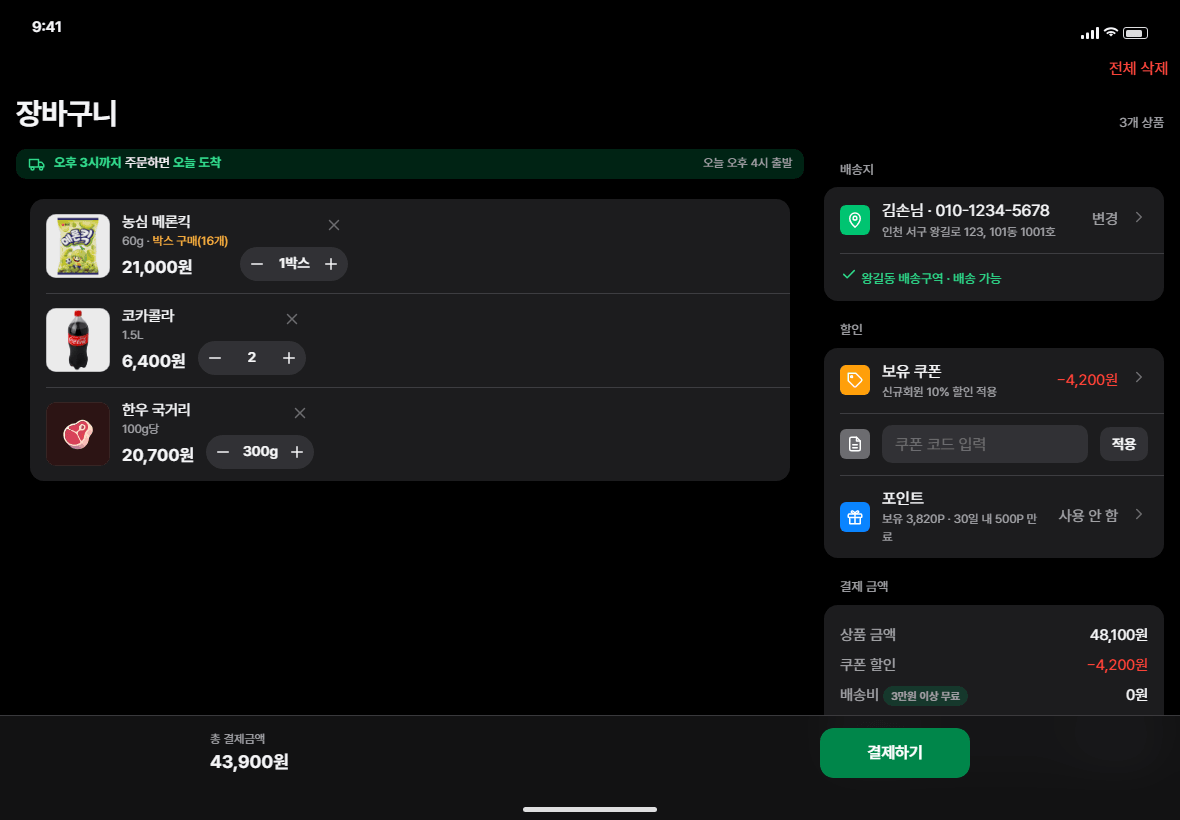 9:41
전체 삭제
장바구니
3개 상품
오후 3시까지 주문하면 오늘 도착
오늘 오후 4시 출발
농심 메론킥
60g · 박스 구매(16개)
21,000원
1박스
메론킥
코카콜라
1.5L
6,400원
2
Coca-Cola
한우 국거리
100g당
20,700원
300g
배송지
김손님 · 010-1234-5678
인천 서구 왕길로 123, 101동 1001호
변경
왕길동 배송구역 · 배송 가능
할인
보유 쿠폰
신규회원 10% 할인 적용
−4,200원
쿠폰 코드 입력
적용
포인트
보유 3,820P · 30일 내 500P 만
료
사용 안 함
결제 금액
상품 금액
48,100원
쿠폰 할인
−4,200원
배송비
3만원 이상 무료
0원
총 결제금액
43,900원
결제하기